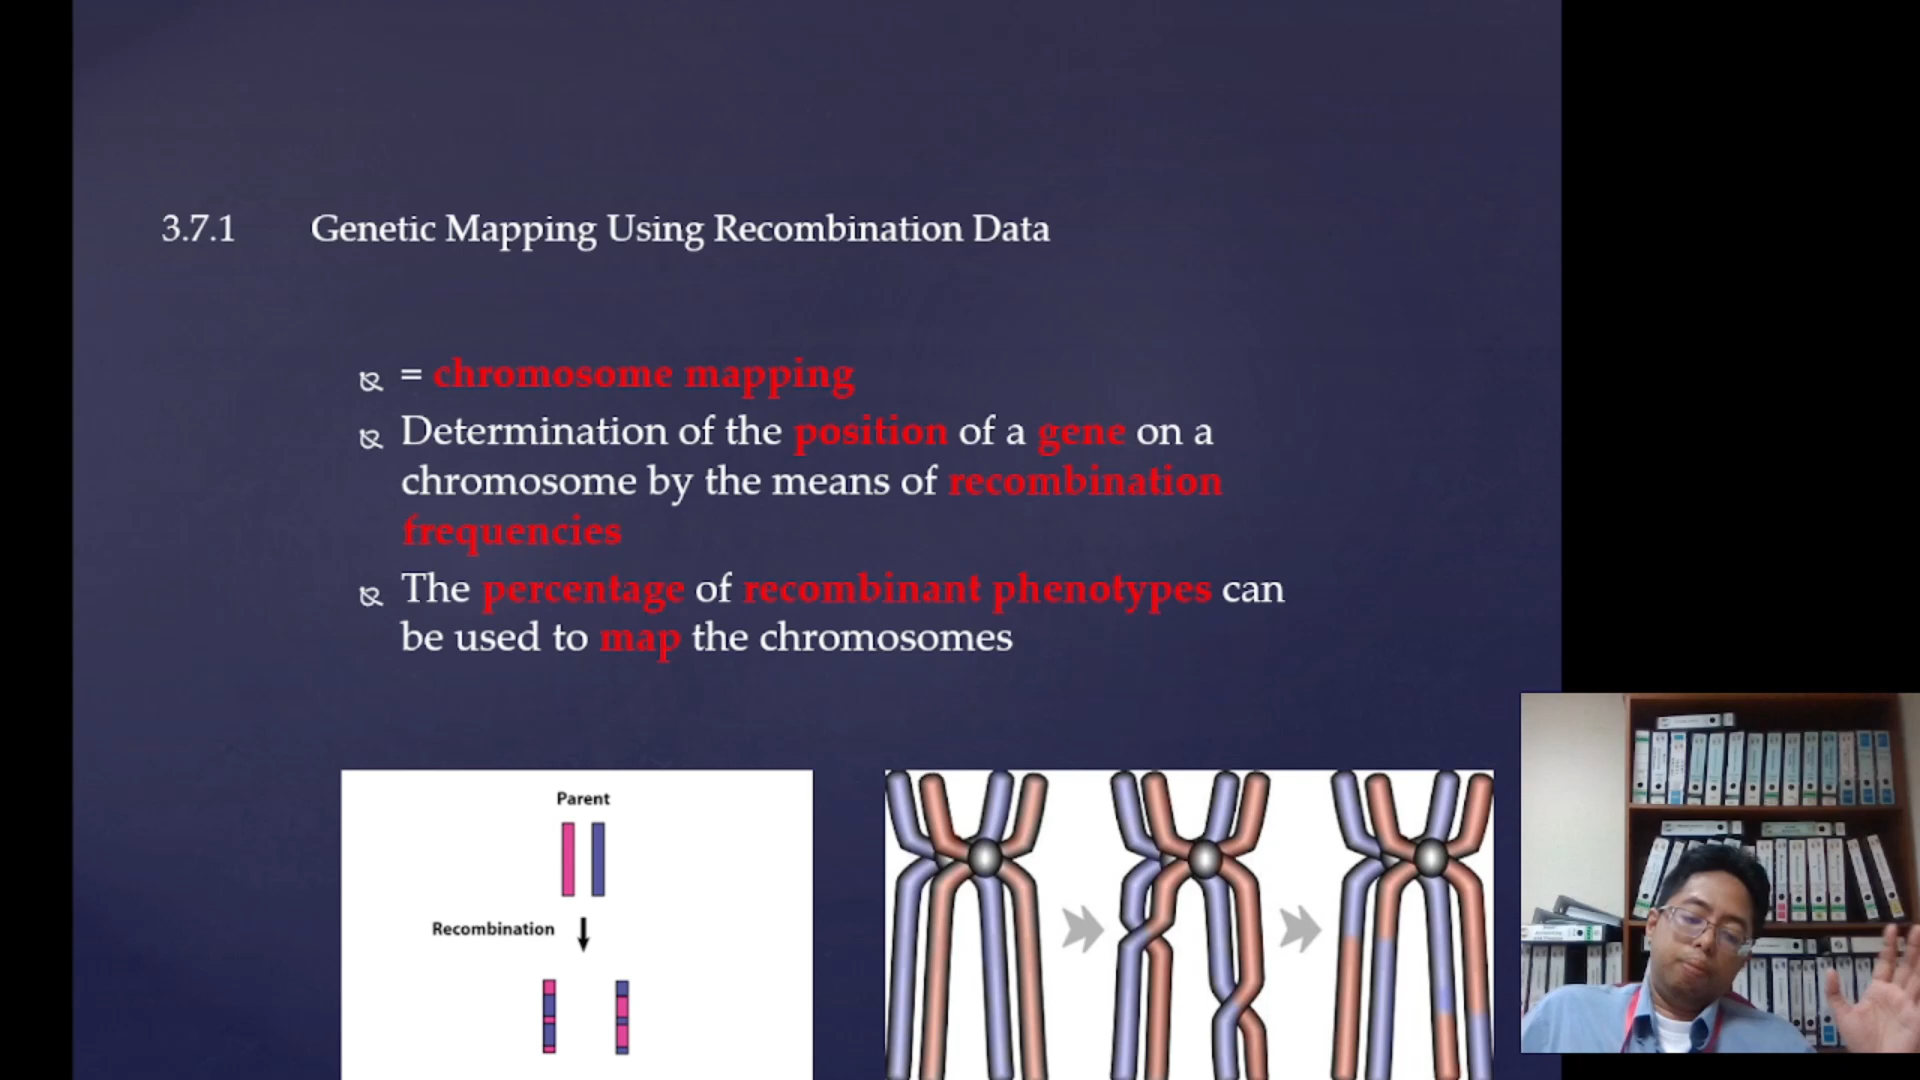 3.7.1 Genetic Mapping Using Recombination Data
= chromosome mapping
Determination of the position of a gene on a
chromosome by the means of recombination
frequencies
The percentage of recombinant phenotypes can
be used to map the chromosomes
Parent
Recombination